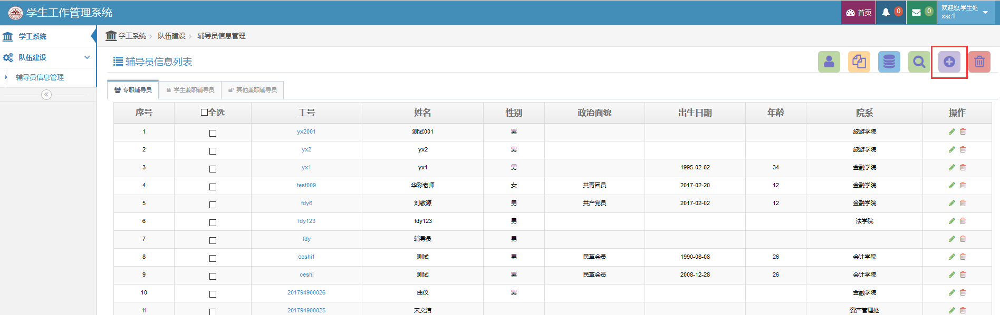 学生工作管理系统
首页
0
0
欢迎您,学生处
xsc1
学工系统
队伍建设
辅导员信息管理
学工系统 > 队伍建设 > 辅导员信息管理
辅导员信息列表
专职辅导员 学生兼职辅导员 其他兼职辅导员
序号 全选 工号 姓名 性别 政治面貌 出生日期 年龄 院系 操作
1 yx2001 测试001 男 旅游学院
2 yx2 yx2 男 旅游学院
3 yx1 yx1 男 1995-02-02 34 金融学院
4 test009 华彩老师 女 共青团员 2017-02-20 12 金融学院
5 fdy6 刘敬源 男 共产党员 2017-02-02 12 金融学院
6 fdy123 fdy123 男 法学院
7 fdy 辅导员 男
8 ceshi1 测试 男 民革会员 1990-08-08 26 会计学院
9 ceshi 测试 男 民革会员 2008-12-28 26 会计学院
10 201794900026 曲仪 男 金融学院
11 201794900025 宋文洁 资产管理处